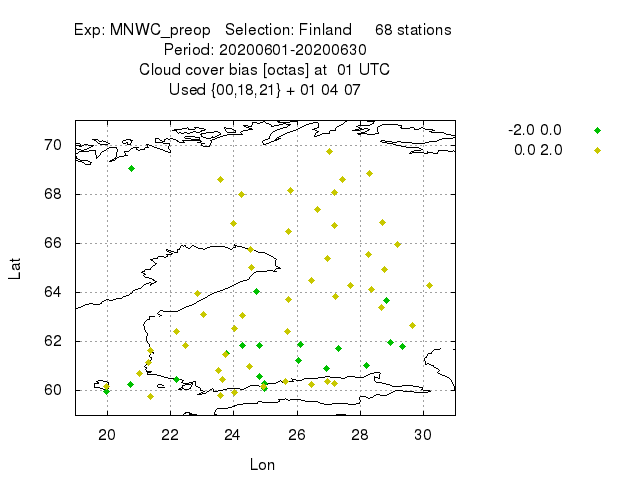 Exp: MNWC_preop   Selection: Finland     68 stations
Period: 20200601-20200630
Cloud cover bias [octas] at  01 UTC
Used {00,18,21} + 01 04 07
-2.0 0.0
0.0 2.0
70
68
66
64
62
60
Lat
20 22 24 26 28 30
Lon